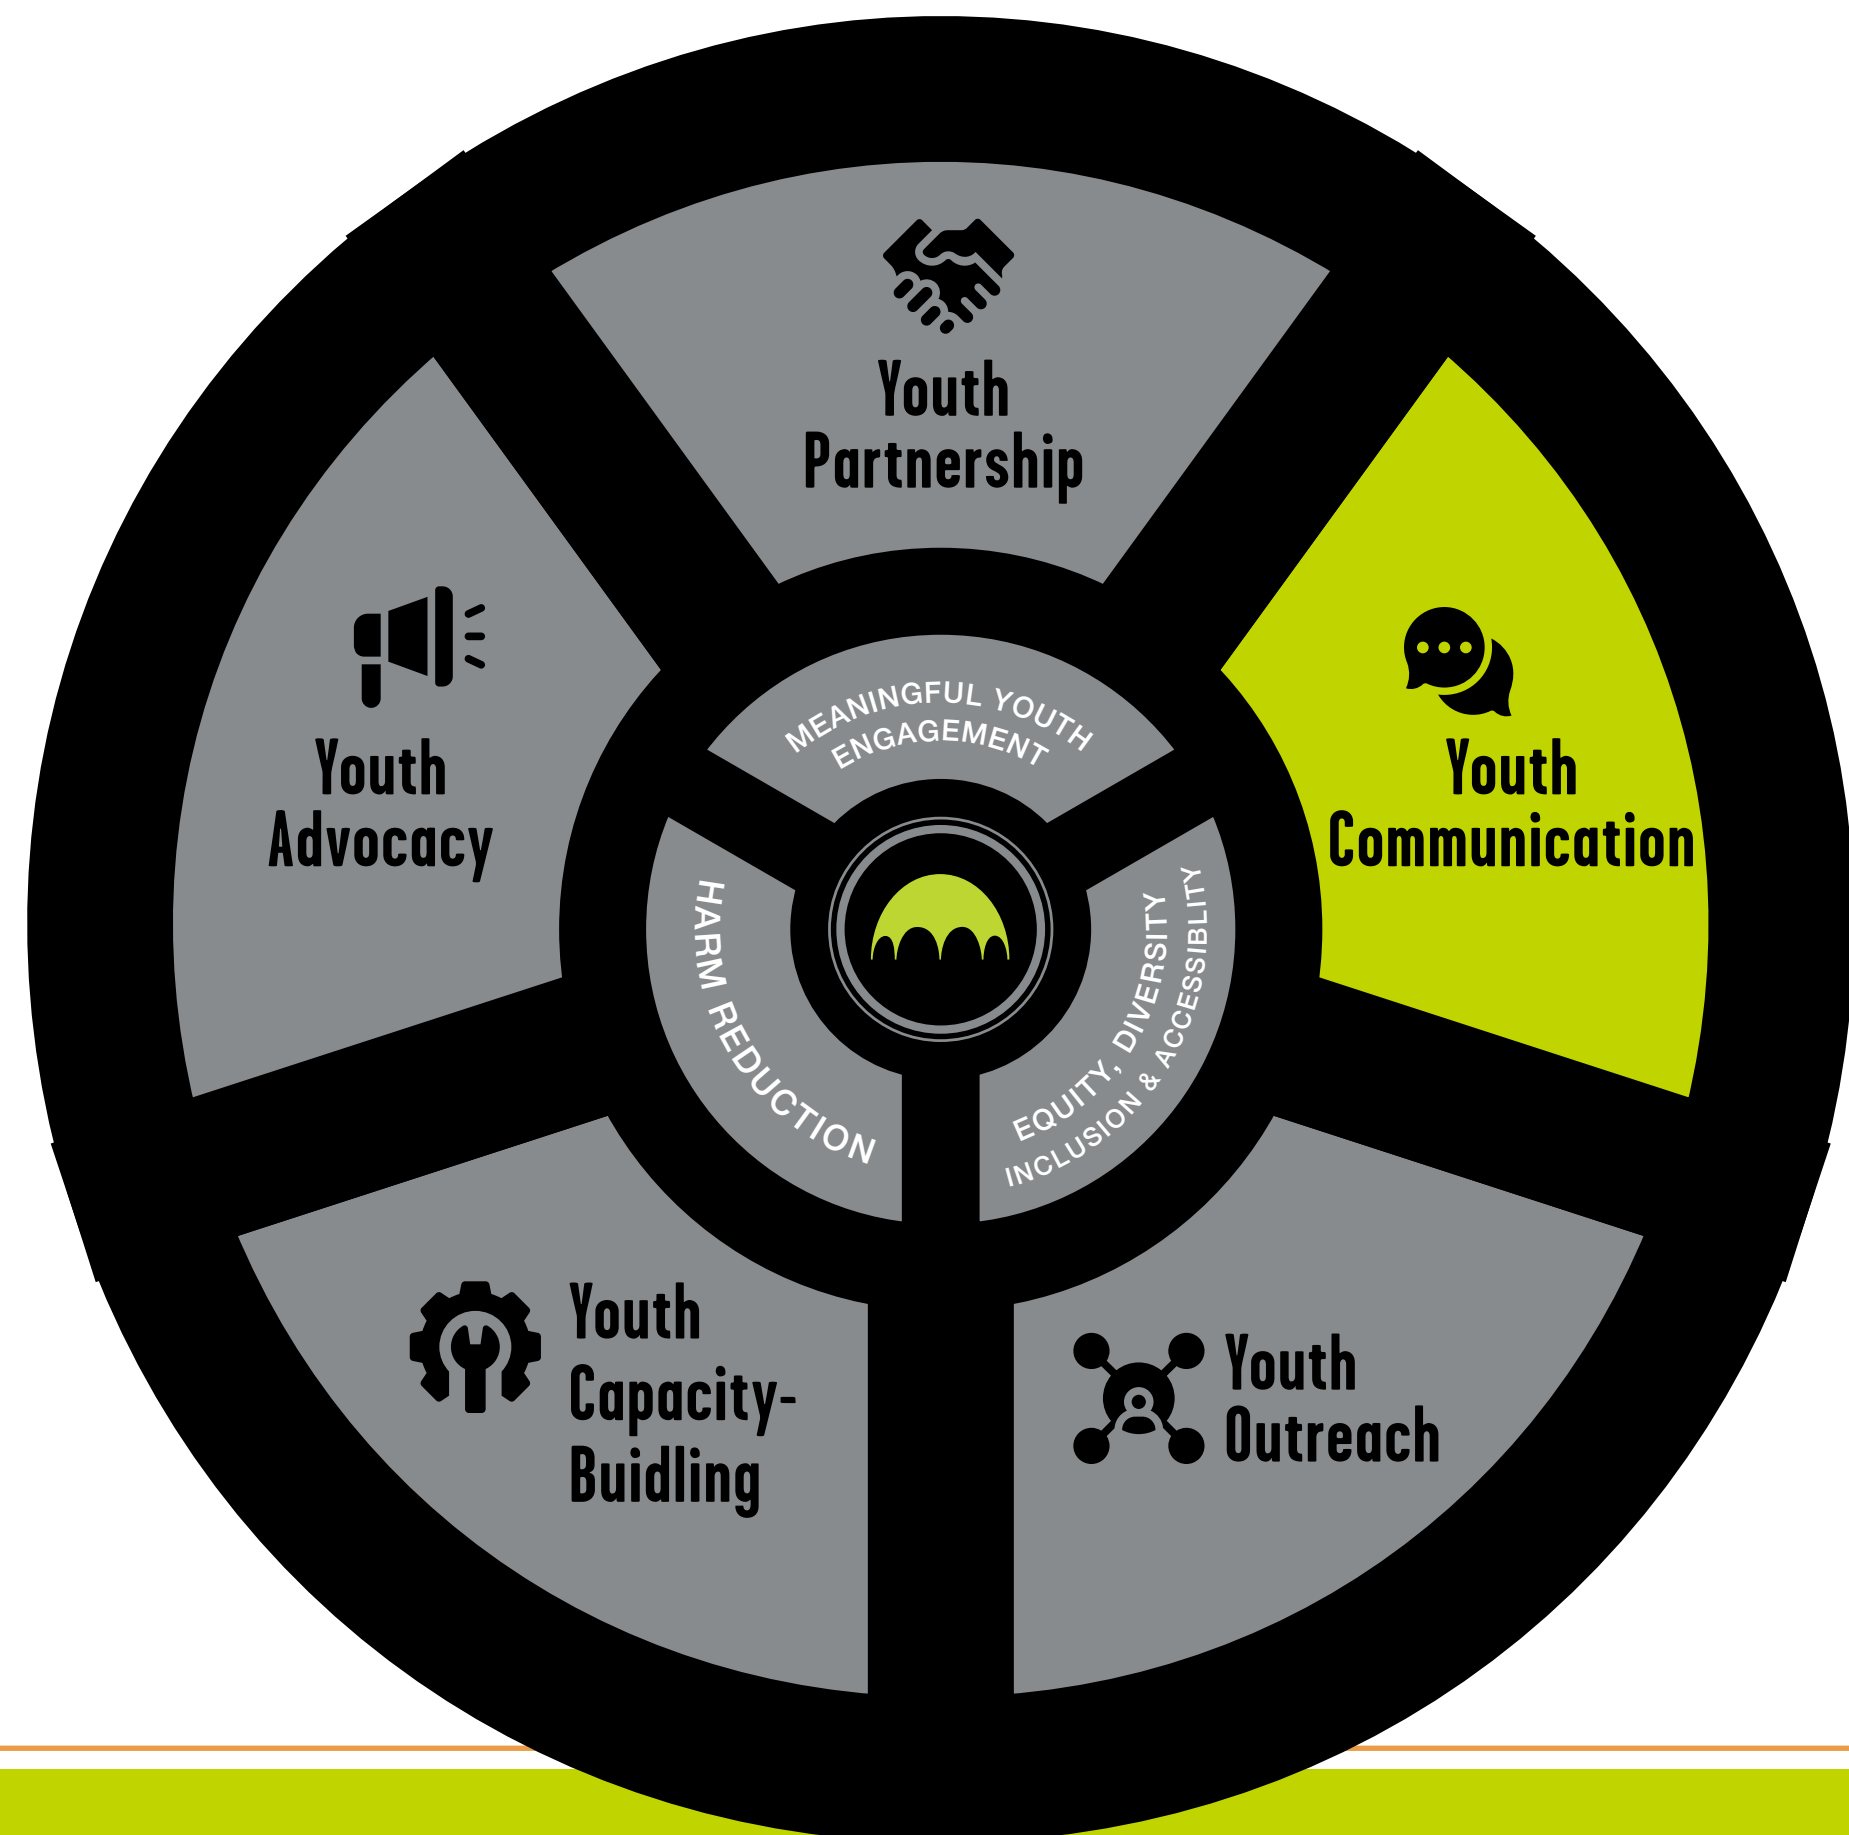 Youth
Partnership
Youth
Communication
Youth
Advocacy
MEANINGFUL YOUTH
ENGAGEMENT
HARM REDUCTION
EQUITY, DIVERSITY
INCLUSION & ACCESSIBLITY
Youth
Capacity-
Buidling
Youth
Outreach